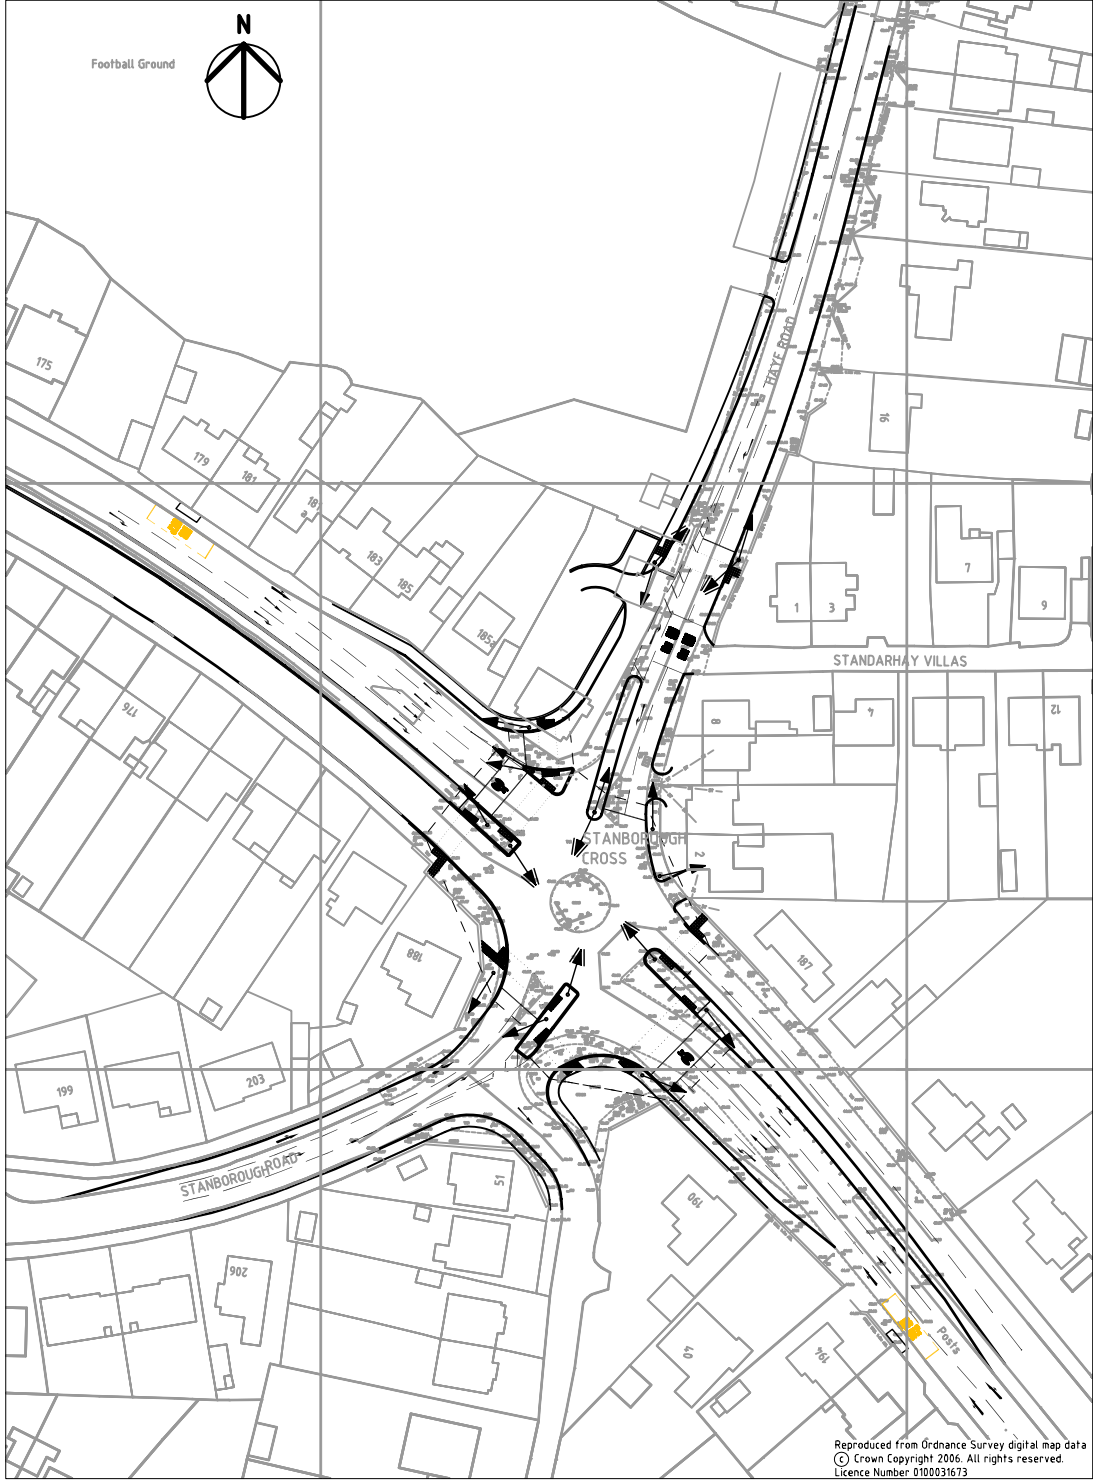 N
Football Ground
HAYE ROAD
175
16
179
181
183
185
185a
7
1
3
9
STANDARHAY VILLAS
176
8
4
12
STANBOROUGH
CROSS
2
188
187
199
203
STANBOROUGH ROAD
51
190
206
40
194
Posts
Reproduced from Ordnance Survey digital map data
© Crown Copyright 2006. All rights reserved.
Licence Number 0100031673